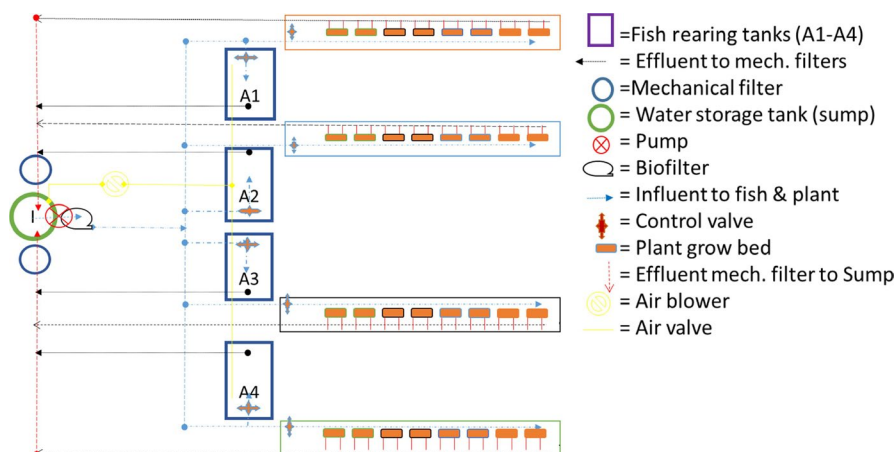 A1
A2
I
A3
A4
=Fish rearing tanks (A1-A4)
= Effluent to mech. filters
=Mechanical filter
= Water storage tank (sump)
= Pump
= Biofilter
= Influent to fish & plant
= Control valve
= Plant grow bed
= Effluent mech. filter to Sump
= Air blower
= Air valve